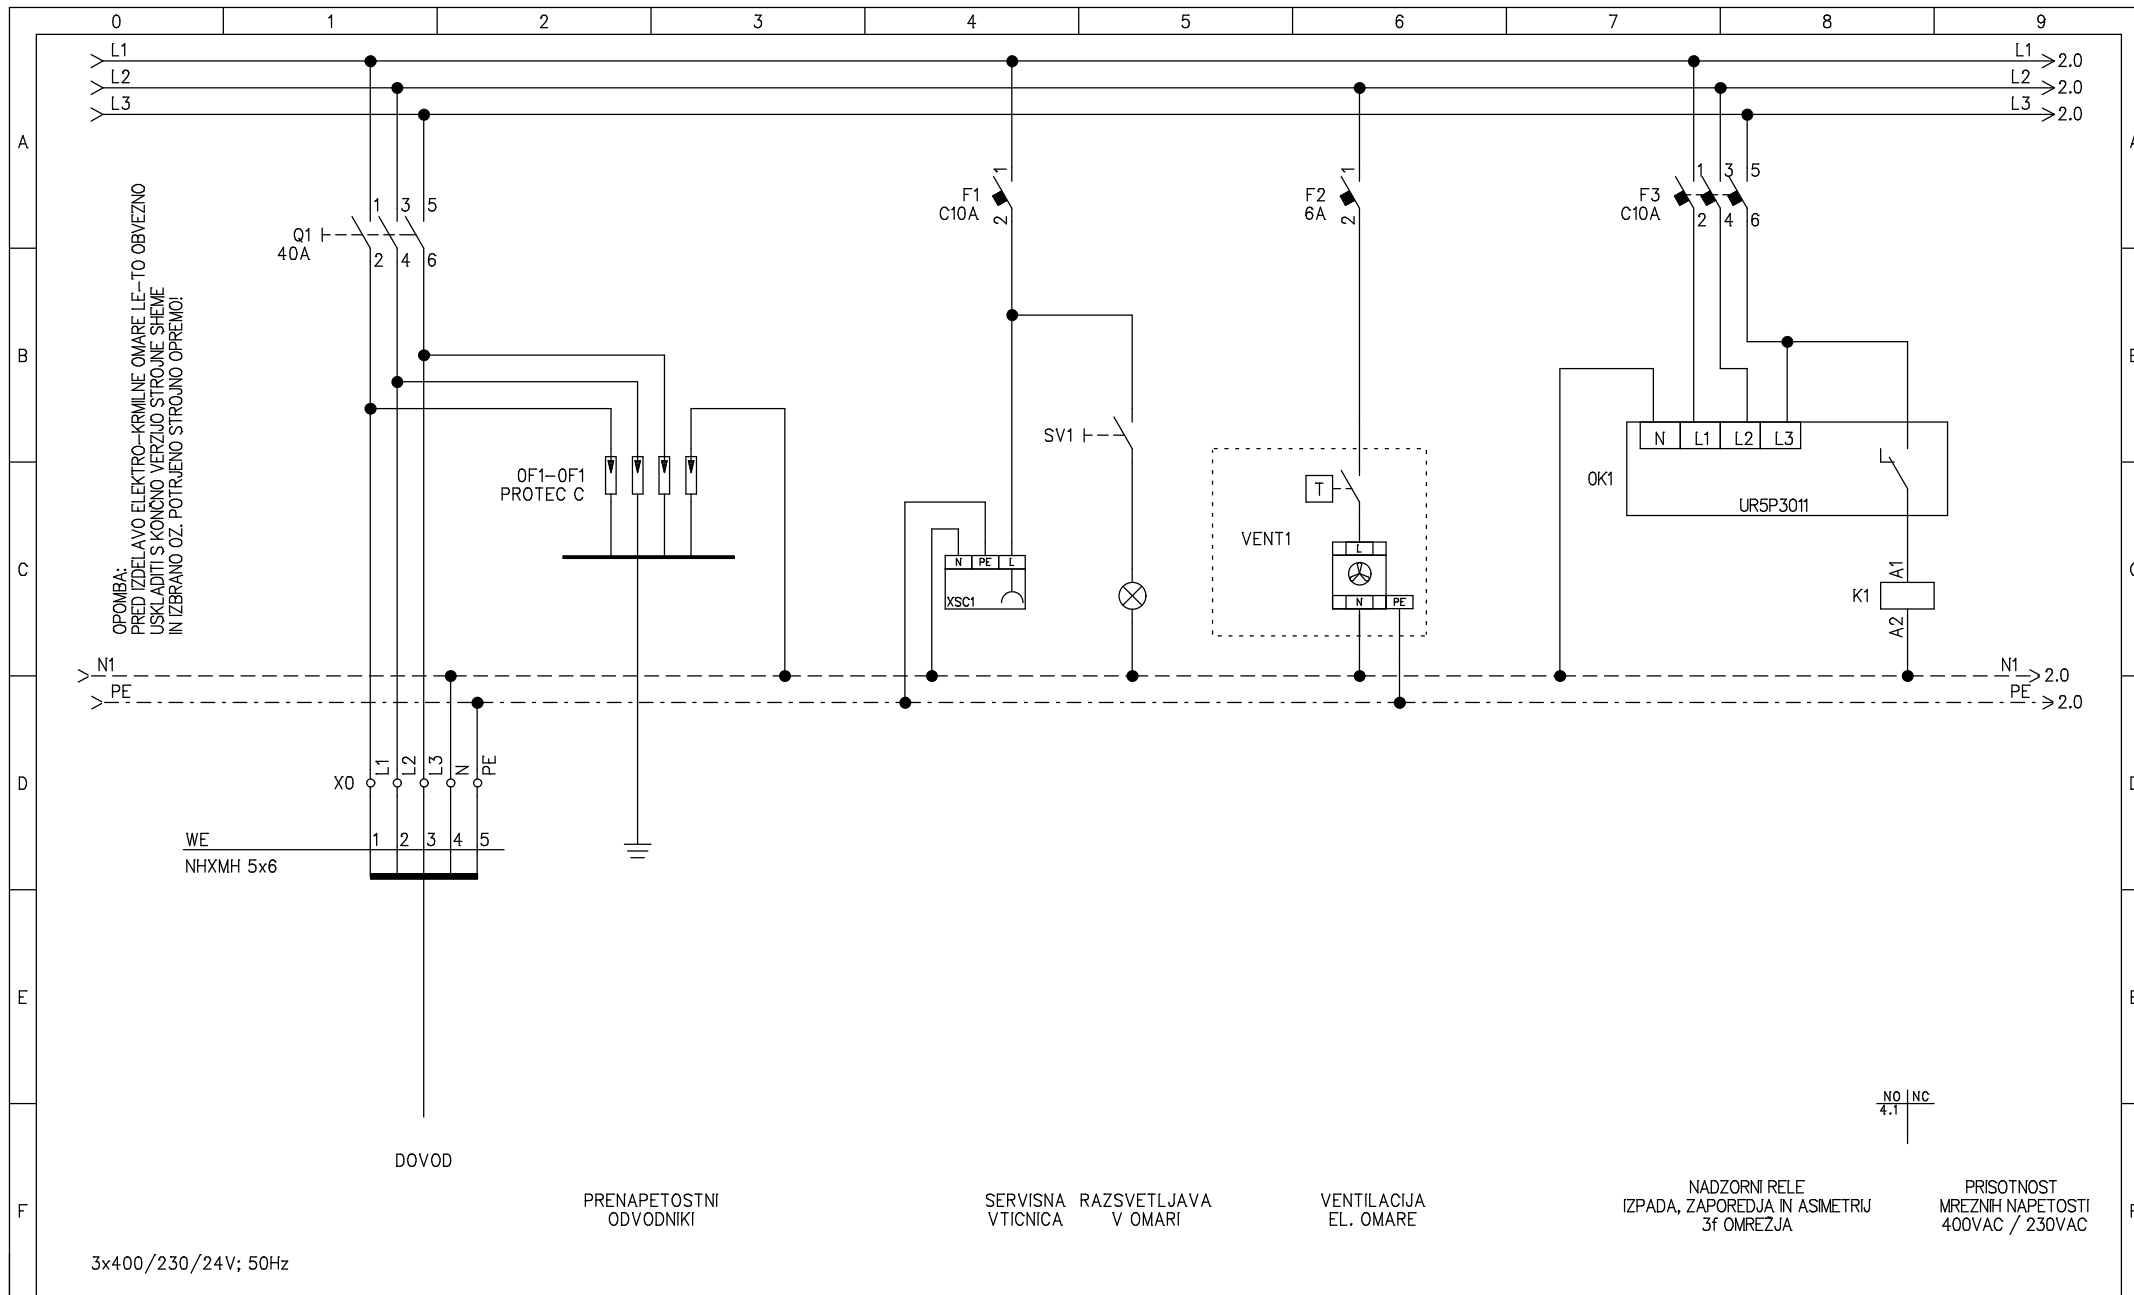 0 1 2 3 4 5 6 7 8 9
L1 L1 2.0
L2 L2 2.0
L3 L3 2.0
A
1 3 5
Q1
40A
2 4 6
F1
C10A
1
2
F2
6A
1
2
F3
C10A
1 3 5
2 4 6
OPOMBA:
PRED IZDELAVO ELEKTRO-KRMILNE OMARE LE-TO OBVEZNO
USKLADITI S KONČNO VERZIJO STROJNE SHEME
IN IZBRANO OZ. POTRJENO STROJNO OPREMO!
B
SV1
N L1 L2 L3
0F1-0F1
PROTEC C
T
0K1
UR5P3011
VENT1
C
N PE L
XSC1
L
N PE
A1
K1
A2
N1 N1 2.0
PE PE 2.0
D
X0
L1 L2 L3 N PE
WE
1 2 3 4 5
NHXMH 5x6
E
NO NC
4.1
DOVOD
F
PRENAPETOSTNI
ODVODNIKI
SERVISNA
VTICNICA
RAZSVETLJAVA
V OMARI
VENTILACIJA
EL. OMARE
NADZORNI RELE
IZPADA, ZAPOREDJA IN ASIMETRIJ
3f OMREŽJA
PRISOTNOST
MREZNIH NAPETOSTI
400VAC / 230VAC
3x400/230/24V; 50Hz